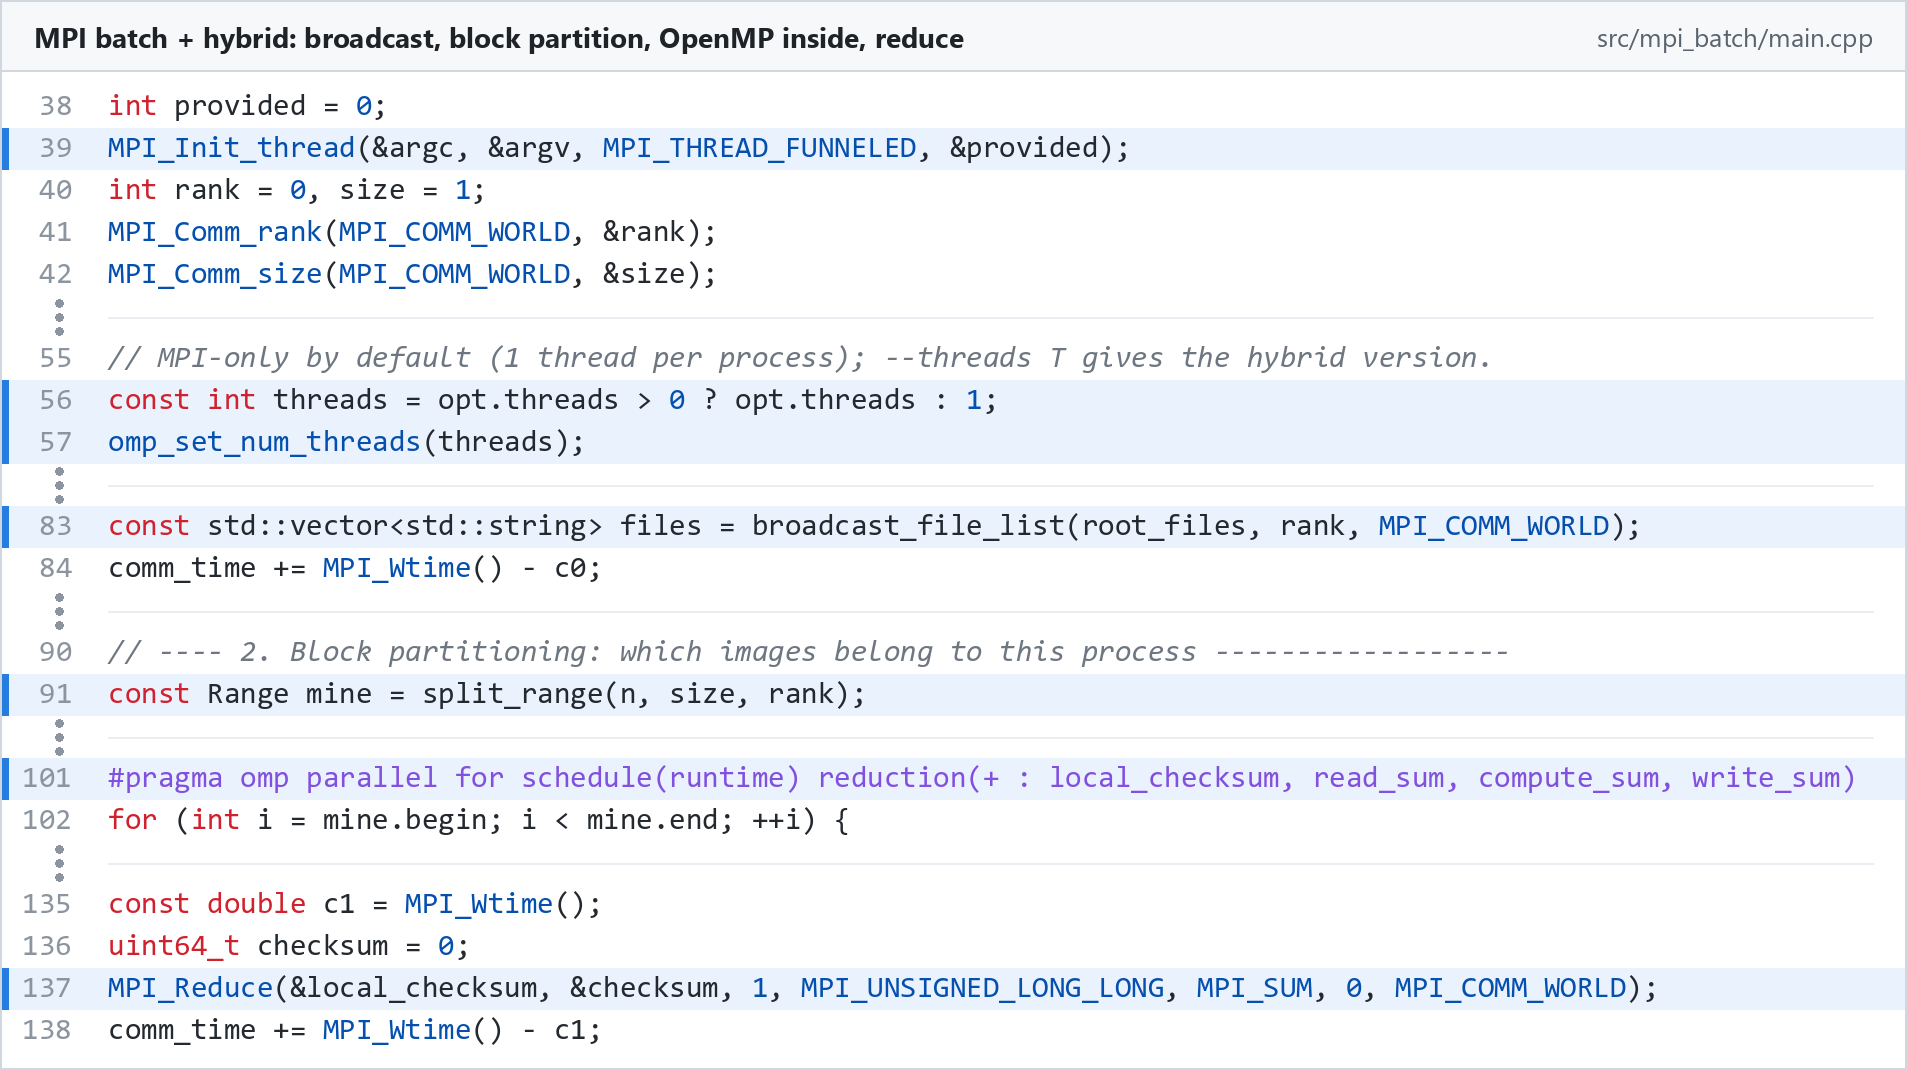 MPI batch + hybrid: broadcast, block partition, OpenMP inside, reduce
src/mpi_batch/main.cpp
38 int provided = 0;
39 MPI_Init_thread(&argc, &argv, MPI_THREAD_FUNNELED, &provided);
40 int rank = 0, size = 1;
41 MPI_Comm_rank(MPI_COMM_WORLD, &rank);
42 MPI_Comm_size(MPI_COMM_WORLD, &size);
55 // MPI-only by default (1 thread per process); --threads T gives the hybrid version.
56 const int threads = opt.threads > 0 ? opt.threads : 1;
57 omp_set_num_threads(threads);
83 const std::vector<std::string> files = broadcast_file_list(root_files, rank, MPI_COMM_WORLD);
84 comm_time += MPI_Wtime() - c0;
90 // ---- 2. Block partitioning: which images belong to this process ------------------
91 const Range mine = split_range(n, size, rank);
101 #pragma omp parallel for schedule(runtime) reduction(+ : local_checksum, read_sum, compute_sum, write_sum)
102 for (int i = mine.begin; i < mine.end; ++i) {
135 const double c1 = MPI_Wtime();
136 uint64_t checksum = 0;
137 MPI_Reduce(&local_checksum, &checksum, 1, MPI_UNSIGNED_LONG_LONG, MPI_SUM, 0, MPI_COMM_WORLD);
138 comm_time += MPI_Wtime() - c1;